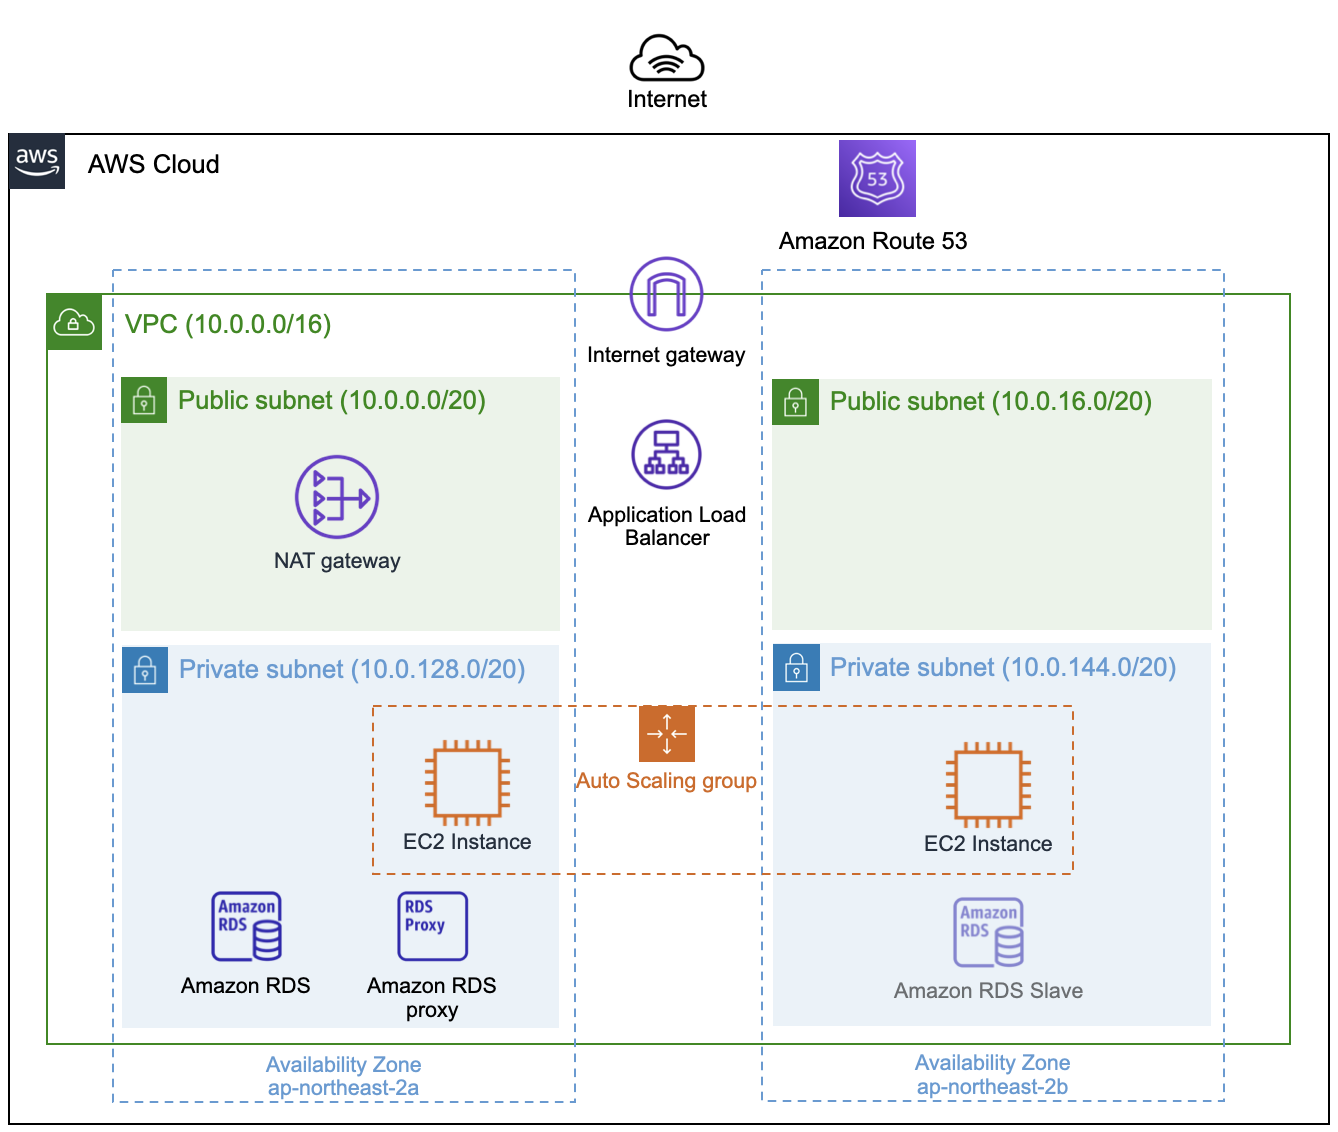 Internet
aws
AWS Cloud
53
Amazon Route 53
VPC (10.0.0.0/16)
Internet gateway
Public subnet (10.0.0.0/20)
Public subnet (10.0.16.0/20)
NAT gateway
Application Load
Balancer
Private subnet (10.0.128.0/20)
Private subnet (10.0.144.0/20)
Auto Scaling group
EC2 Instance
EC2 Instance
Amazon
RDS
Amazon RDS
RDS
Proxy
Amazon RDS
proxy
Amazon
RDS
Amazon RDS Slave
Availability Zone
ap-northeast-2a
Availability Zone
ap-northeast-2b